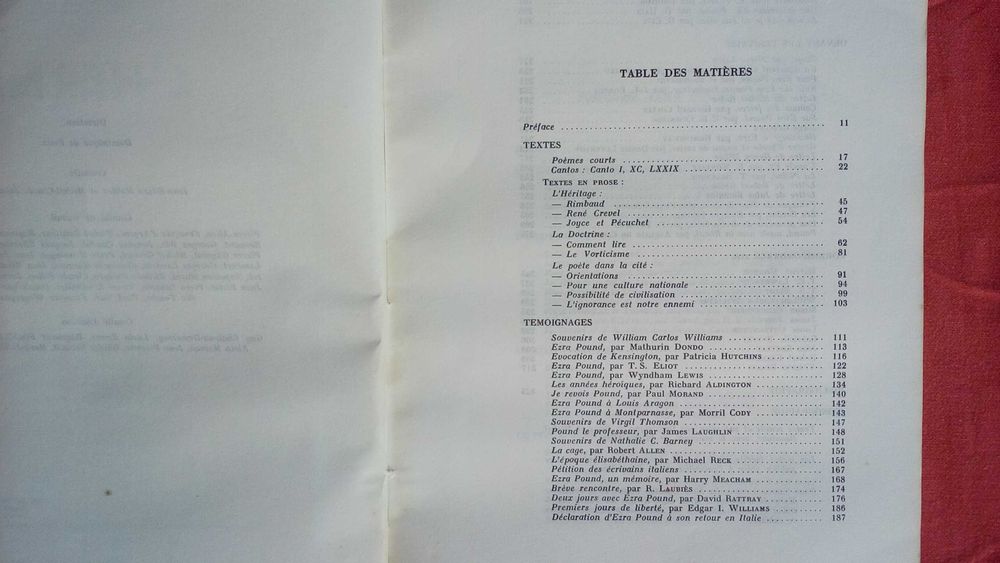 TABLE DES MATIÈRES
Préface 11
TEXTES
Poèmes courts 17
Cantos : Canto I, XC, LXXIX 22
TEXTES EN PROSE :
L'Héritage :
— Rimbaud 45
— René Crevel 47
— Joyce et Pécuchet 54
La Doctrine :
— Comment lire 62
— Le Vorticisme 81
Le poète dans la cité :
— Orientations 91
— Pour une culture nationale 94
— Possibilité de civilisation 99
— L'ignorance est notre ennemi 103
TEMOIGNAGES
Souvenirs de William Carlos Williams 111
Ezra Pound, par Mathurin DONDO 113
Evocation de Kensington, par Patricia HUTCHINS 116
Ezra Pound, par T. S. ELIOT 122
Ezra Pound, par Wyndham LEWIS 128
Les années héroïques, par Richard ALDINGTON 134
Je revois Pound, par Paul MORAND 140
Ezra Pound à Louis Aragon 142
Ezra Pound à Montparnasse, par Morril CODY 143
Souvenirs de Virgil Thomson 147
Pound le professeur, par James LAUGHLIN 148
Souvenirs de Nathalie C. Barney 151
La cage, par Robert ALLEN 152
L'époque élisabéthaine, par Michael RECK 156
Pétition des écrivains italiens 167
Ezra Pound, un mémoire, par Harry MEACHAM 168
Brève rencontre, par R. LAUBIÈS 174
Deux jours avec Ezra Pound, par David RATTRAY 176
Premiers jours de liberté, par Edgar I. WILLIAMS 186
Déclaration d'Ezra Pound à son retour en Italie 187